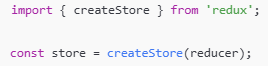 import { createStore } from 'redux';
const store = createStore(reducer);